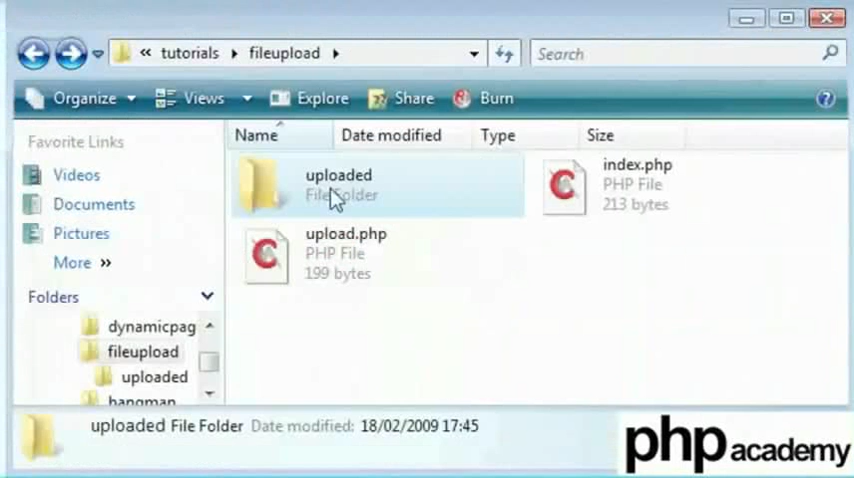 « tutorials fileupload
Search
Organize Views Explore Share Burn
Favorite Links
Videos
Documents
Pictures
More »
Folders
dynamicpag
fileupload
uploaded
hangman
Name Date modified Type Size
uploaded
File Folder
index.php
PHP File
213 bytes
upload.php
PHP File
199 bytes
uploaded File Folder Date modified: 18/02/2009 17:45
php academy